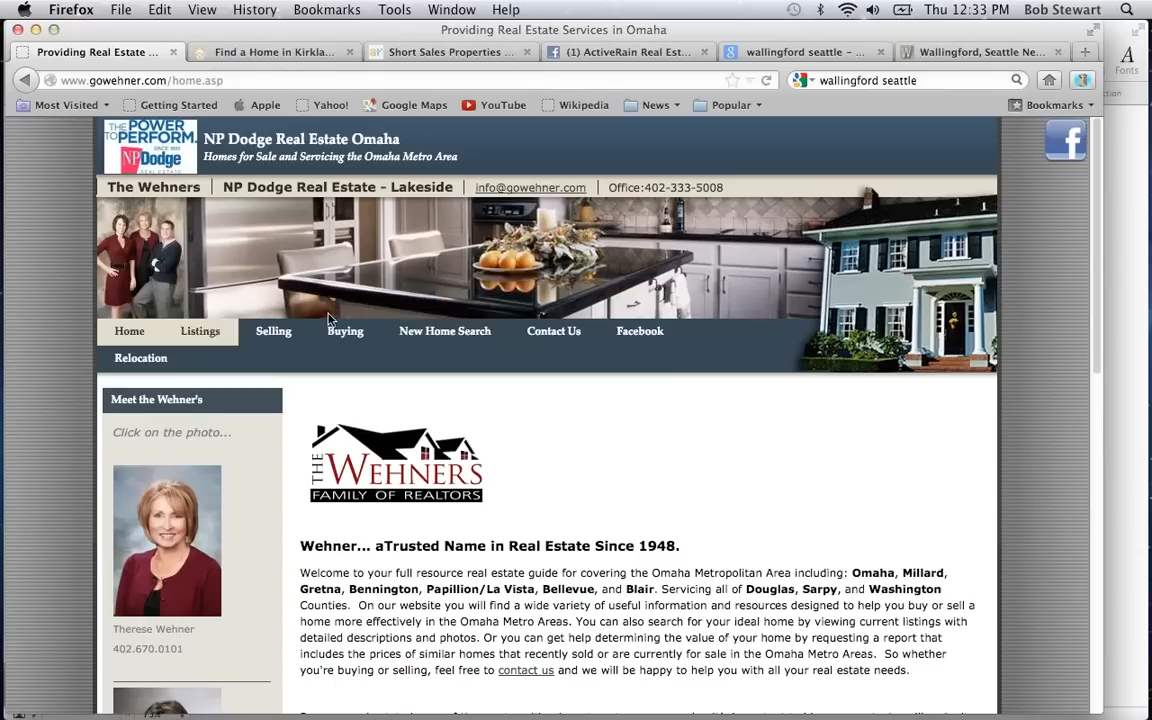 Firefox File Edit View History Bookmarks Tools Window Help Thu 12:33 PM Bob Stewart
Providing Real Estate Services in Omaha
Providing Real Estate ... Find a Home in Kirkla... Short Sales Properties ... (1) ActiveRain Real Est... wallingford seattle - ... Wallingford, Seattle Ne...
www.gowehner.com/home.asp wallingford seattle
A
Fonts
Most Visited Getting Started Apple Yahoo! Google Maps YouTube Wikipedia News Popular Bookmarks
THE POWER
TO PERFORM.
SINCE 1855
NPDodge
REAL ESTATE
NP Dodge Real Estate Omaha
Homes for Sale and Servicing the Omaha Metro Area
The Wehners | NP Dodge Real Estate - Lakeside | info@gowehner.com | Office:402-333-5008
Home Listings Selling Buying New Home Search Contact Us Facebook
Relocation
Meet the Wehner's
Click on the photo...
Therese Wehner
402.670.0101
THE WEHNERS
FAMILY OF REALTORS
Wehner... aTrusted Name in Real Estate Since 1948.
Welcome to your full resource real estate guide for covering the Omaha Metropolitan Area including: Omaha, Millard,
Gretna, Bennington, Papillion/La Vista, Bellevue, and Blair. Servicing all of Douglas, Sarpy, and Washington
Counties. On our website you will find a wide variety of useful information and resources designed to help you buy or sell a
home more effectively in the Omaha Metro Areas. You can also search for your ideal home by viewing current listings with
detailed descriptions and photos. Or you can get help determining the value of your home by requesting a report that
includes the prices of similar homes that recently sold or are currently for sale in the Omaha Metro Areas. So whether
you're buying or selling, feel free to contact us and we will be happy to help you with all your real estate needs.